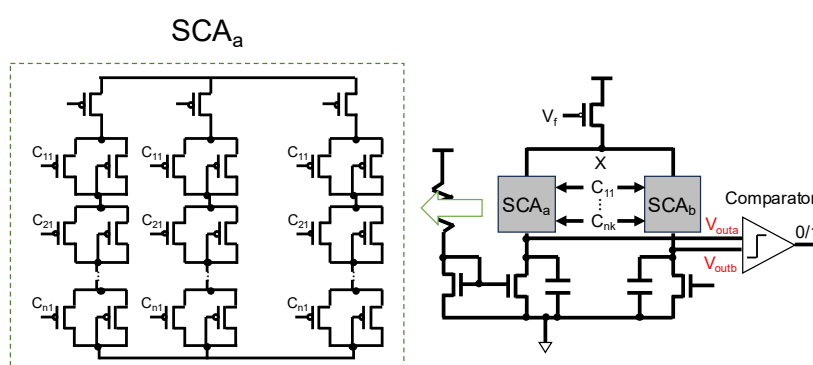 SCAa
C11
C11
C11
C21
C21
C21
Cn1
Cn1
Cn1
Vf
X
SCAa
C11
⋮
Cnk
SCAb
Comparator
Vouta
Voutb
0/1